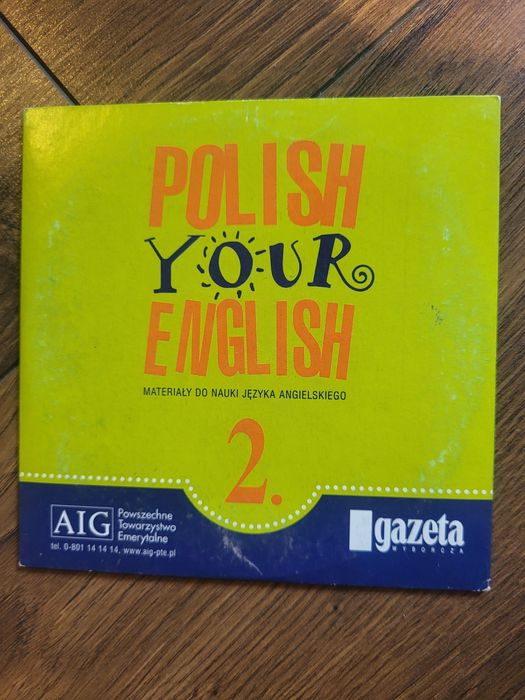 POLISH
YOUR
ENGLISH
MATERIAŁY DO NAUKI JĘZYKA ANGIELSKIEGO
2.
AIG
Powszechne
Towarzystwo
Emerytalne
tel. 0-801 14 14 14, www.aig-pte.pl
gazeta
WYBORCZA